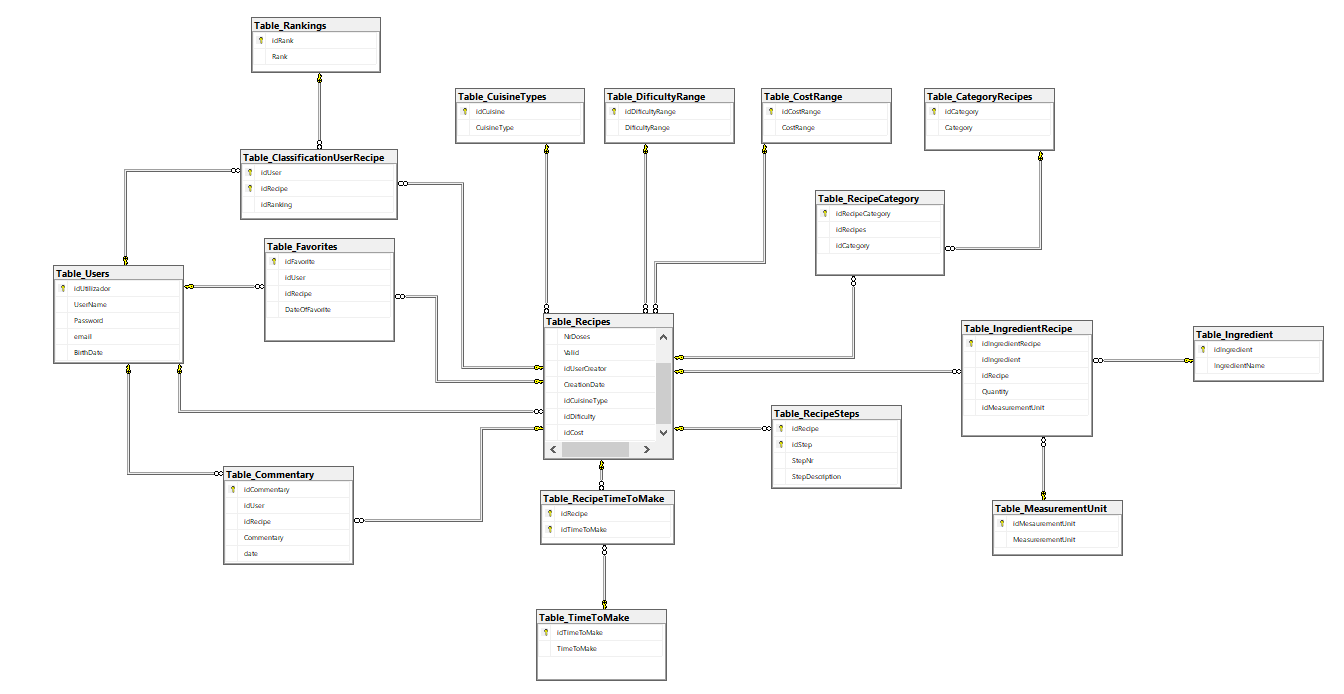 Table_Rankings
idRank
Rank
Table_CuisineTypes
idCuisine
CuisineType
Table_DificultyRange
idDificultyRange
DificultyRange
Table_CostRange
idCostRange
CostRange
Table_CategoryRecipes
idCategory
Category
Table_ClassificationUserRecipe
idUser
idRecipe
idRanking
Table_RecipeCategory
idRecipeCategory
idRecipes
idCategory
Table_Favorites
idFavorite
idUser
idRecipe
DateOfFavorite
Table_Users
idUtilizador
UserName
Password
email
BirthDate
Table_Recipes
NrDoses
Valid
idUserCreator
CreationDate
idCuisineType
idDificulty
idCost
Table_IngredientRecipe
idIngredientRecipe
idIngredient
idRecipe
Quantity
idMeasurementUnit
Table_Ingredient
idIngredient
IngredientName
Table_RecipeSteps
idRecipe
idStep
StepNr
StepDescription
Table_Commentary
idCommentary
idUser
idRecipe
Commentary
date
Table_RecipeTimeToMake
idRecipe
idTimeToMake
Table_MeasurementUnit
idMesaurementUnit
MeasurerementUnit
Table_TimeToMake
idTimeToMake
TimeToMake